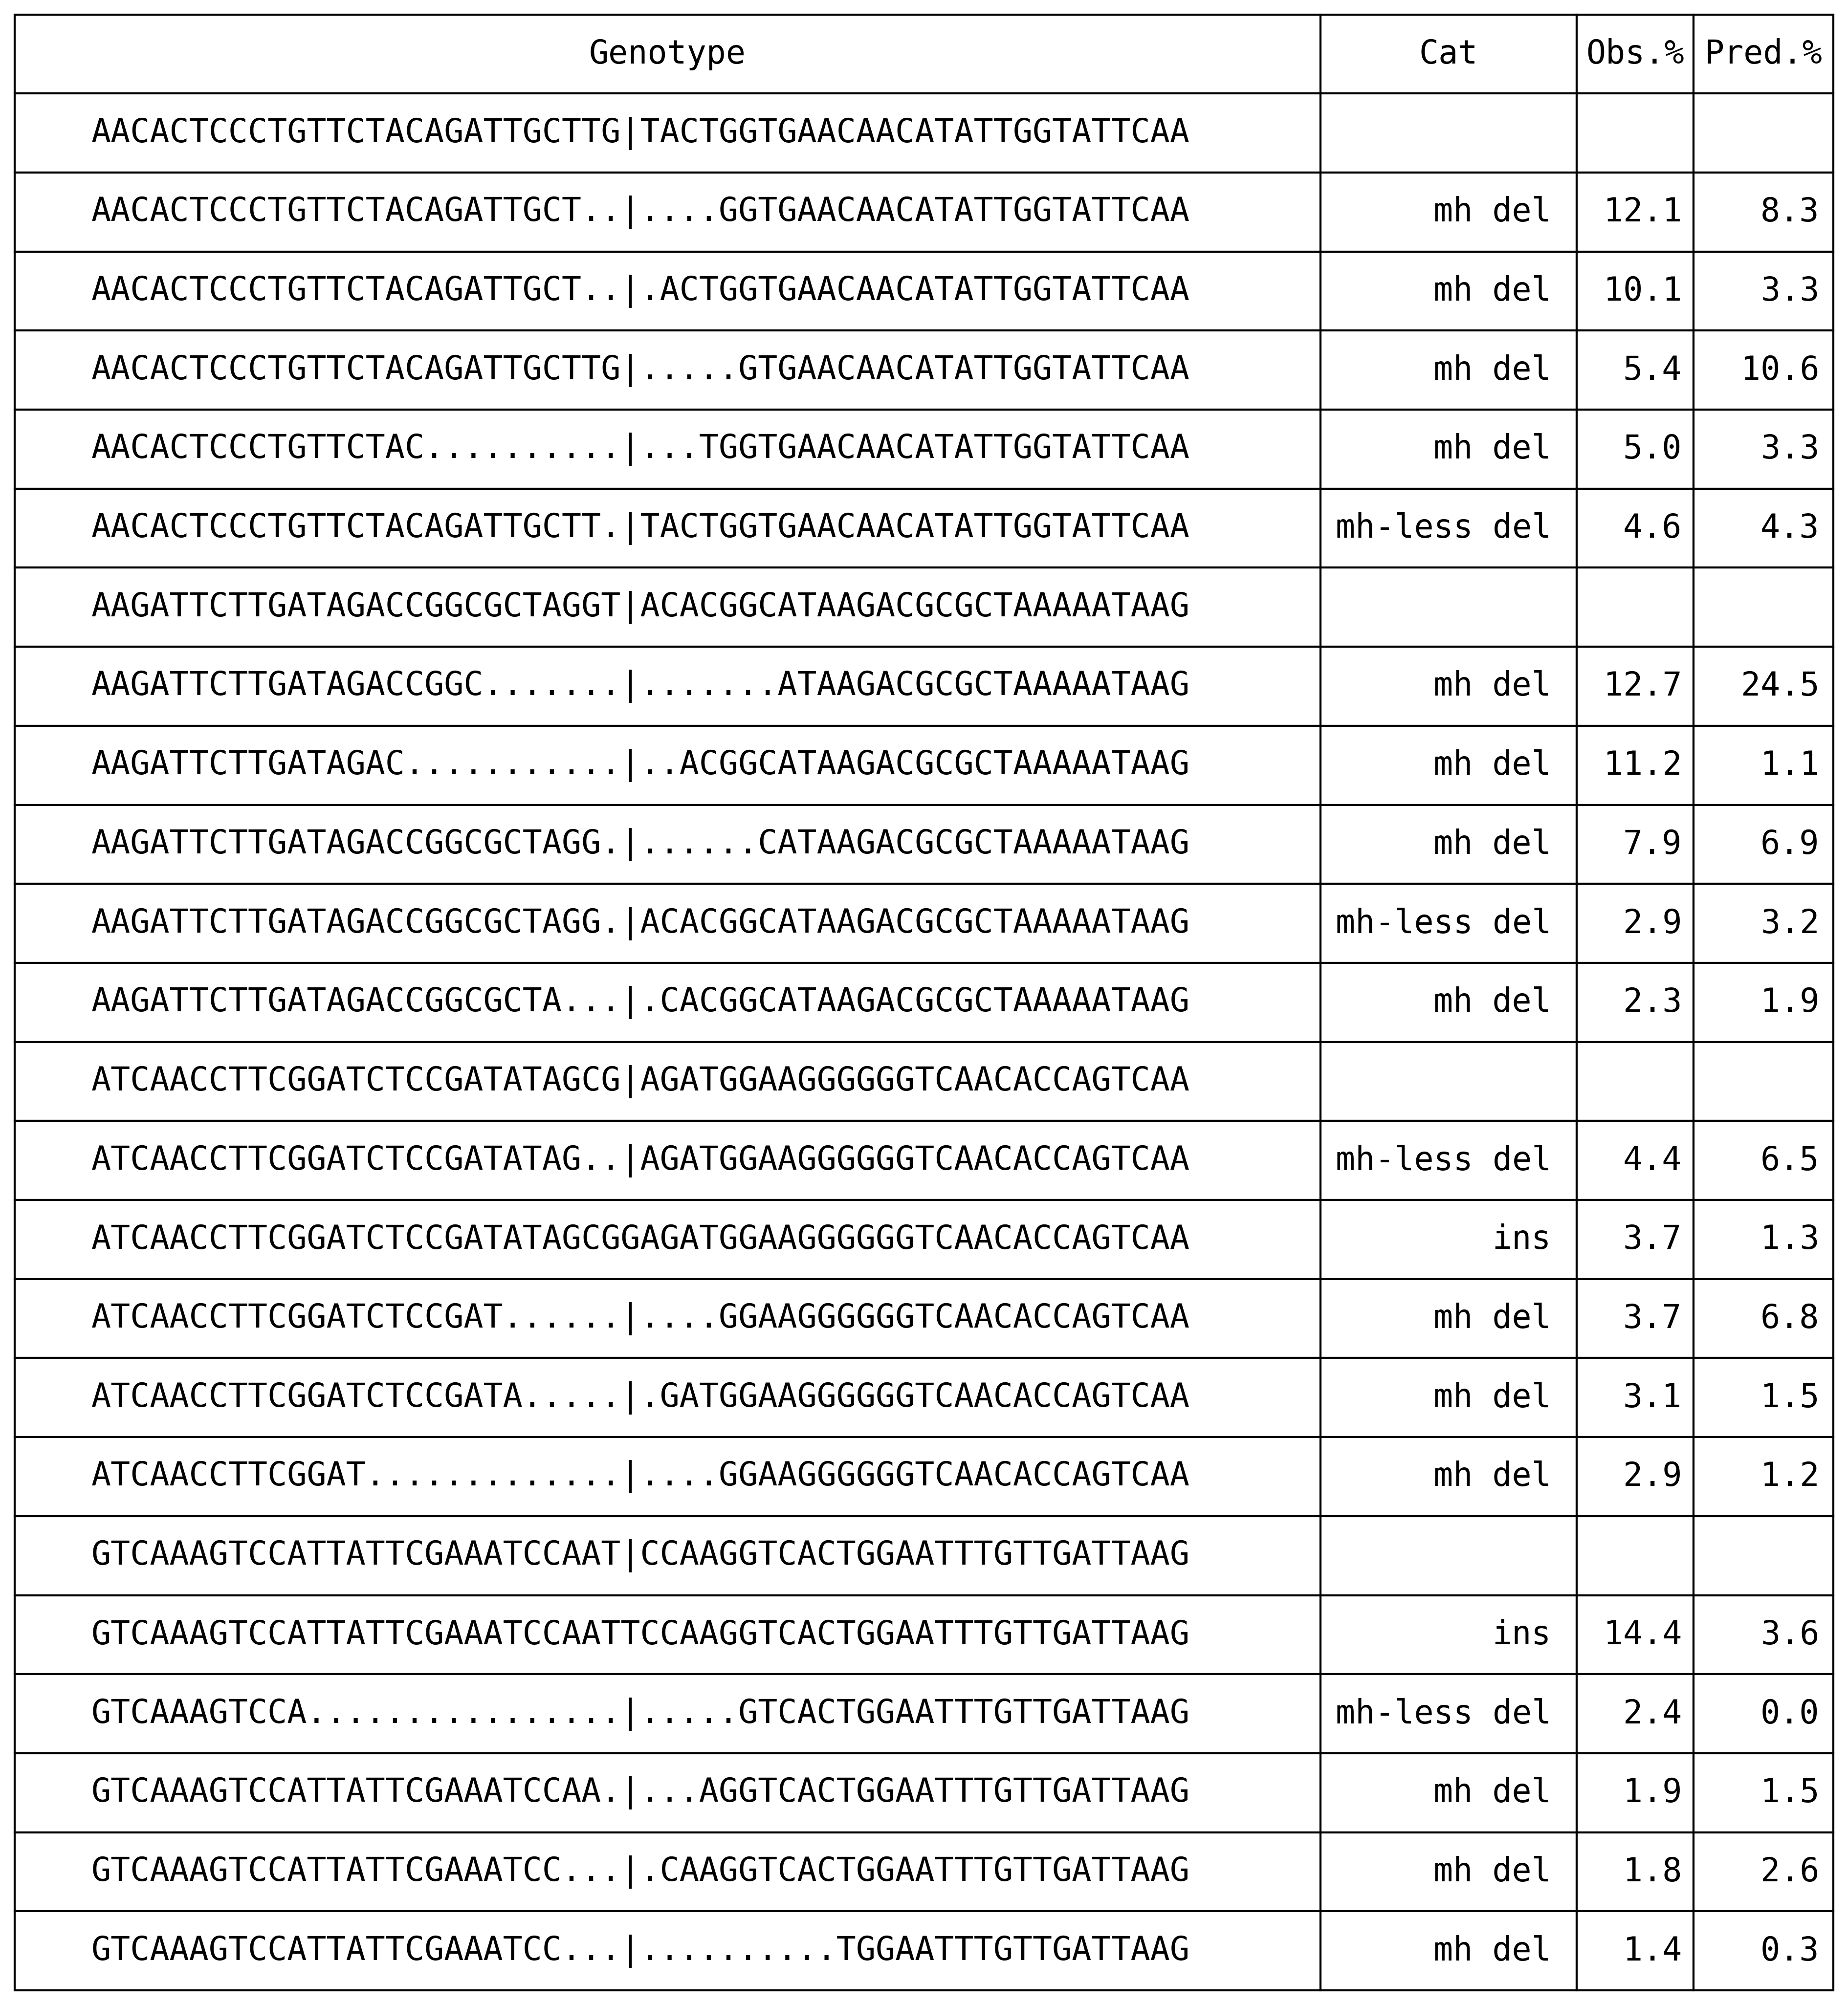 Genotype Cat Obs.% Pred.%
AACACTCCCTGTTCTACAGATTGCTTG|TACTGGTGAACAACATATTGGTATTCAA
AACACTCCCTGTTCTACAGATTGCT..|....GGTGAACAACATATTGGTATTCAA mh del 12.1 8.3
AACACTCCCTGTTCTACAGATTGCT..|.ACTGGTGAACAACATATTGGTATTCAA mh del 10.1 3.3
AACACTCCCTGTTCTACAGATTGCTTG|.....GTGAACAACATATTGGTATTCAA mh del 5.4 10.6
AACACTCCCTGTTCTAC..........|...TGGTGAACAACATATTGGTATTCAA mh del 5.0 3.3
AACACTCCCTGTTCTACAGATTGCTT.|TACTGGTGAACAACATATTGGTATTCAA mh-less del 4.6 4.3
AAGATTCTTGATAGACCGGCGCTAGGT|ACACGGCATAAGACGCGCTAAAAATAAG
AAGATTCTTGATAGACCGGC.......|.......ATAAGACGCGCTAAAAATAAG mh del 12.7 24.5
AAGATTCTTGATAGAC...........|..ACGGCATAAGACGCGCTAAAAATAAG mh del 11.2 1.1
AAGATTCTTGATAGACCGGCGCTAGG.|......CATAAGACGCGCTAAAAATAAG mh del 7.9 6.9
AAGATTCTTGATAGACCGGCGCTAGG.|ACACGGCATAAGACGCGCTAAAAATAAG mh-less del 2.9 3.2
AAGATTCTTGATAGACCGGCGCTA...|.CACGGCATAAGACGCGCTAAAAATAAG mh del 2.3 1.9
ATCAACCTTCGGATCTCCGATATAGCG|AGATGGAAGGGGGGTCAACACCAGTCAA
ATCAACCTTCGGATCTCCGATATAG..|AGATGGAAGGGGGGTCAACACCAGTCAA mh-less del 4.4 6.5
ATCAACCTTCGGATCTCCGATATAGCGGAGATGGAAGGGGGGTCAACACCAGTCAA ins 3.7 1.3
ATCAACCTTCGGATCTCCGAT......|....GGAAGGGGGGTCAACACCAGTCAA mh del 3.7 6.8
ATCAACCTTCGGATCTCCGATA.....|.GATGGAAGGGGGGTCAACACCAGTCAA mh del 3.1 1.5
ATCAACCTTCGGAT.............|....GGAAGGGGGGTCAACACCAGTCAA mh del 2.9 1.2
GTCAAAGTCCATTATTCGAAATCCAAT|CCAAGGTCACTGGAATTTGTTGATTAAG
GTCAAAGTCCATTATTCGAAATCCAATTCCAAGGTCACTGGAATTTGTTGATTAAG ins 14.4 3.6
GTCAAAGTCCA................|.....GTCACTGGAATTTGTTGATTAAG mh-less del 2.4 0.0
GTCAAAGTCCATTATTCGAAATCCAA.|...AGGTCACTGGAATTTGTTGATTAAG mh del 1.9 1.5
GTCAAAGTCCATTATTCGAAATCC...|.CAAGGTCACTGGAATTTGTTGATTAAG mh del 1.8 2.6
GTCAAAGTCCATTATTCGAAATCC...|..........TGGAATTTGTTGATTAAG mh del 1.4 0.3